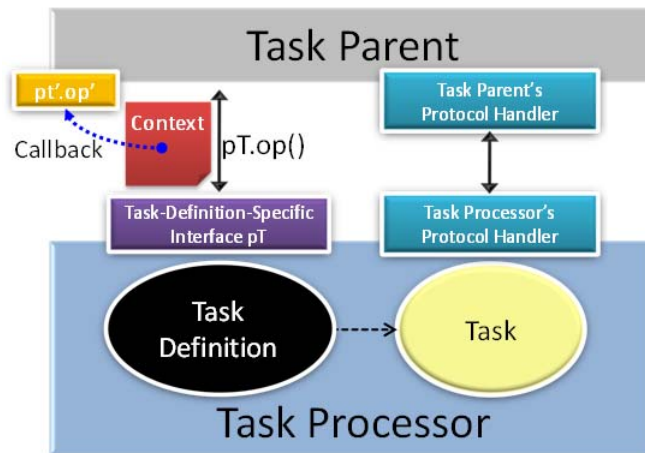 Task Parent
pt'.op'
Context
Callback
pT.op()
Task Parent's
Protocol Handler
Task-Definition-Specific
Interface pT
Task Processor's
Protocol Handler
Task
Definition
Task
Task Processor